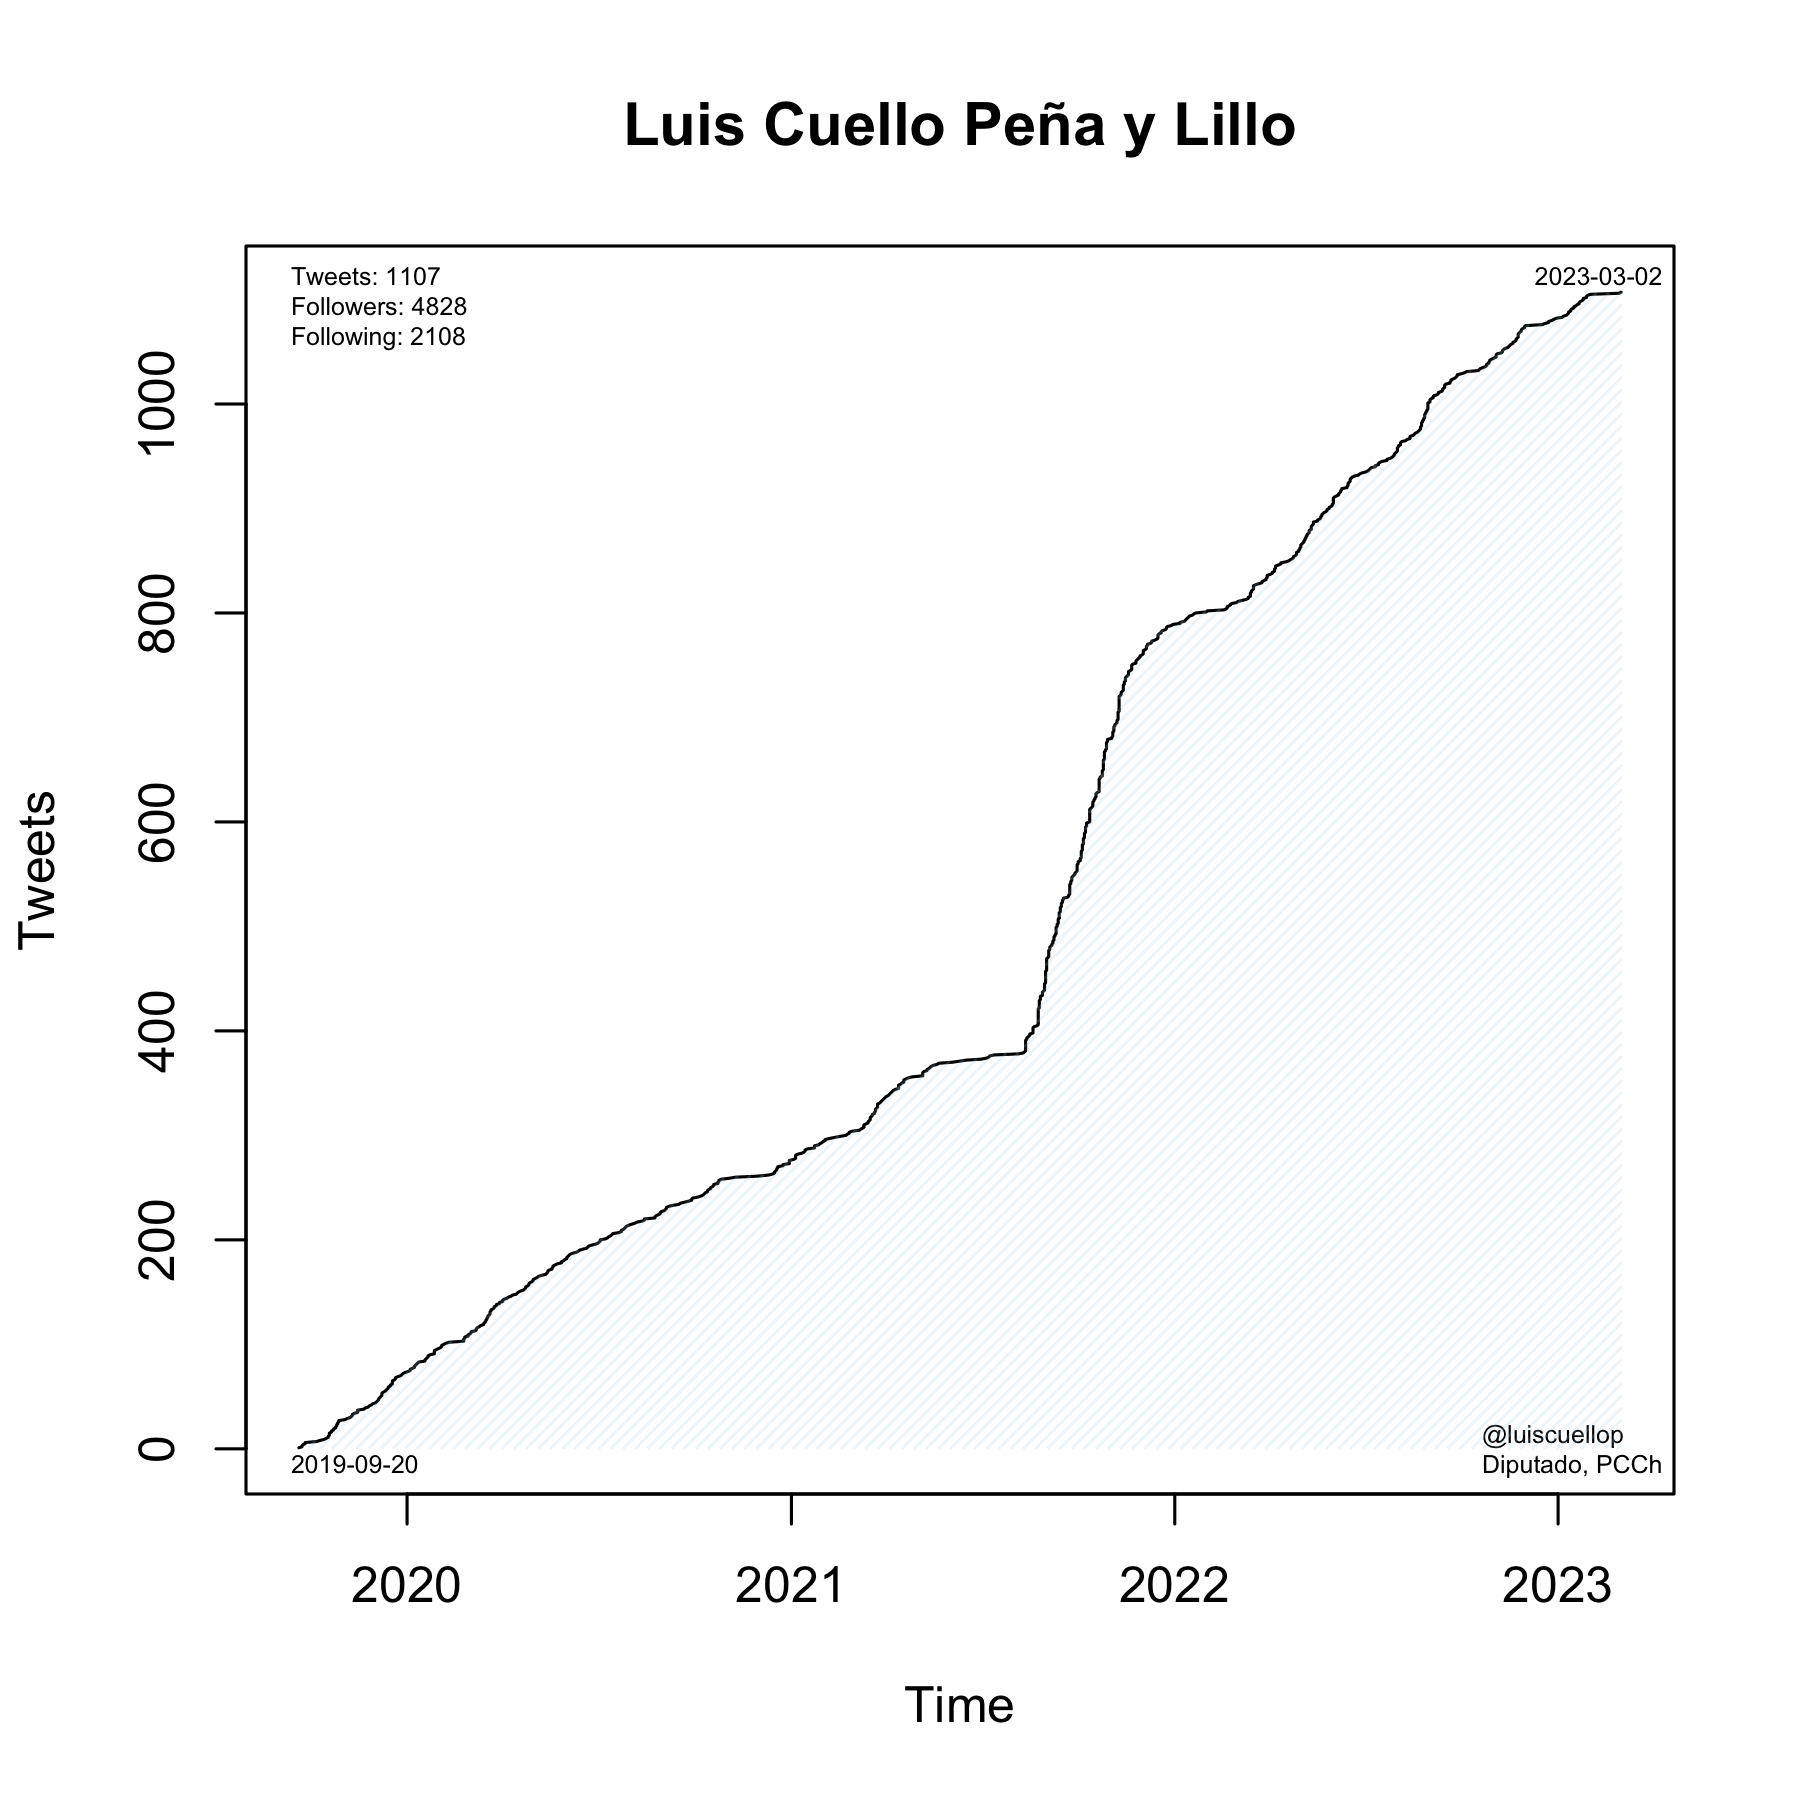 Luis Cuello Peña y Lillo
Tweets: 1107
Followers: 4828
Following: 2108
2023-03-02
1000
800
600
400
200
0
Tweets
@luiscuellop
Diputado, PCCh
2019-09-20
2020
2021
2022
2023
Time